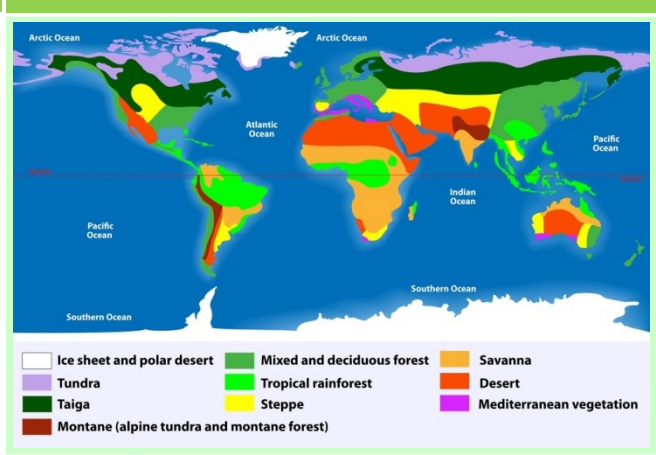 Arctic Ocean
Arctic Ocean
Atlantic
Ocean
Pacific
Ocean
Indian
Ocean
Pacific
Ocean
Southern Ocean
Southern Ocean
Ice sheet and polar desert
Mixed and deciduous forest
Savanna
Tundra
Tropical rainforest
Desert
Taiga
Steppe
Mediterranean vegetation
Montane (alpine tundra and montane forest)